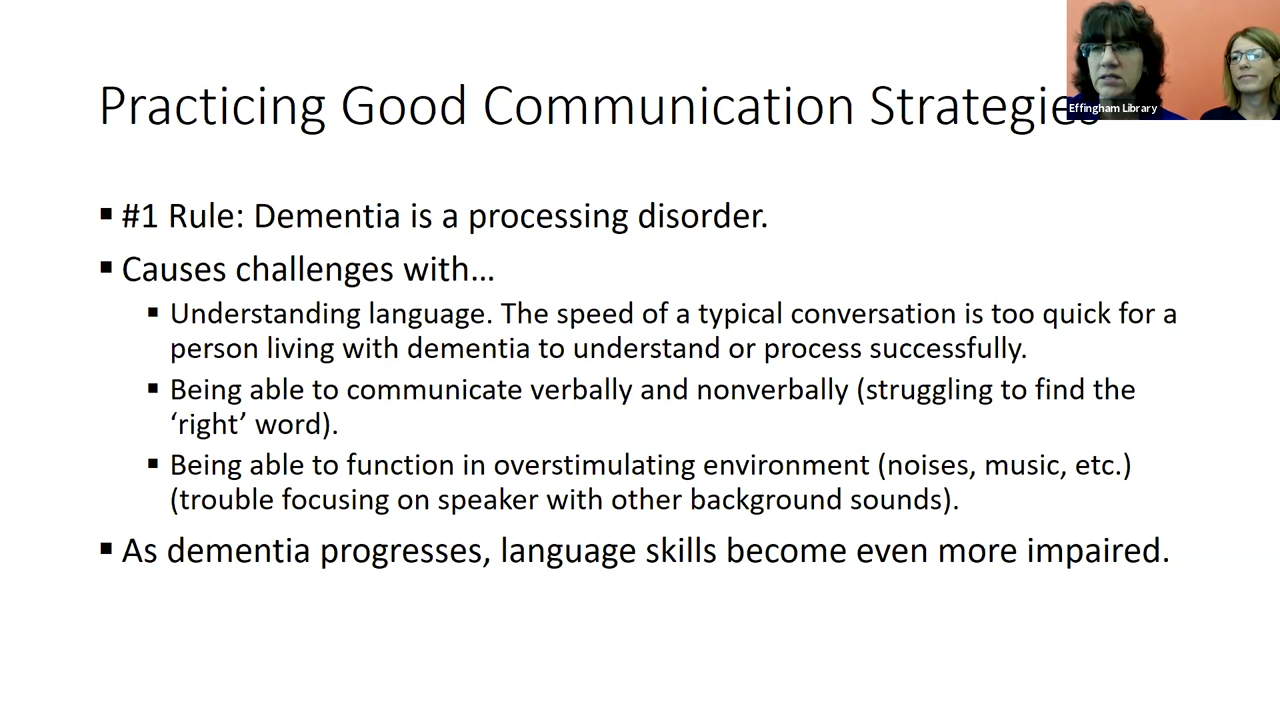 Practicing Good Communication Strategies
Effingham Library
▪ #1 Rule: Dementia is a processing disorder.
▪ Causes challenges with…
▪ Understanding language. The speed of a typical conversation is too quick for a
person living with dementia to understand or process successfully.
▪ Being able to communicate verbally and nonverbally (struggling to find the
‘right’ word).
▪ Being able to function in overstimulating environment (noises, music, etc.)
(trouble focusing on speaker with other background sounds).
▪ As dementia progresses, language skills become even more impaired.